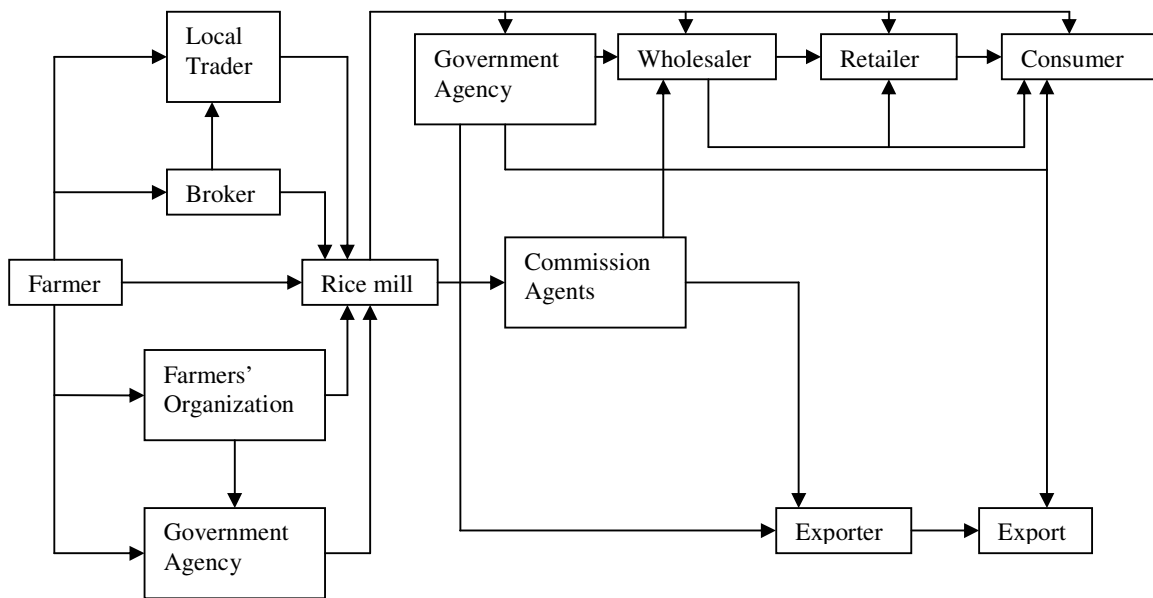 Local
Trader
Government
Agency
Wholesaler
Retailer
Consumer
Broker
Farmer
Rice mill
Commission
Agents
Farmers’
Organization
Government
Agency
Exporter
Export